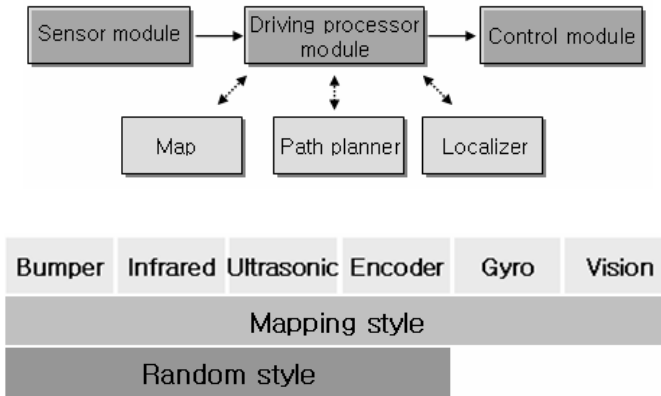 Sensor module
Driving processor
module
Control module
Map
Path planner
Localizer
Bumper Infrared Ultrasonic Encoder Gyro Vision
Mapping style
Random style